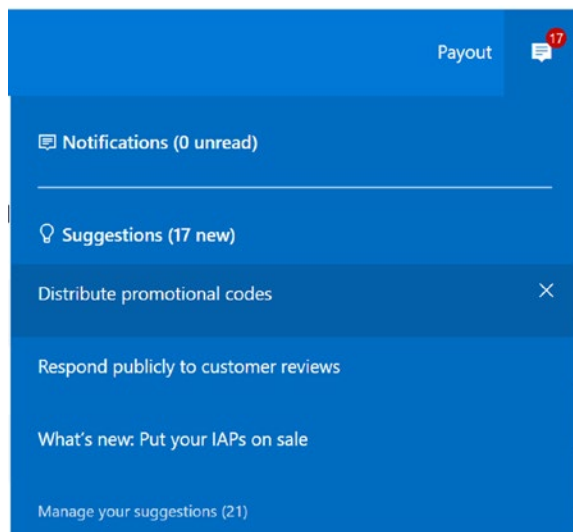 Payout
17
Notifications (0 unread)
Suggestions (17 new)
Distribute promotional codes
Respond publicly to customer reviews
What's new: Put your IAPs on sale
Manage your suggestions (21)